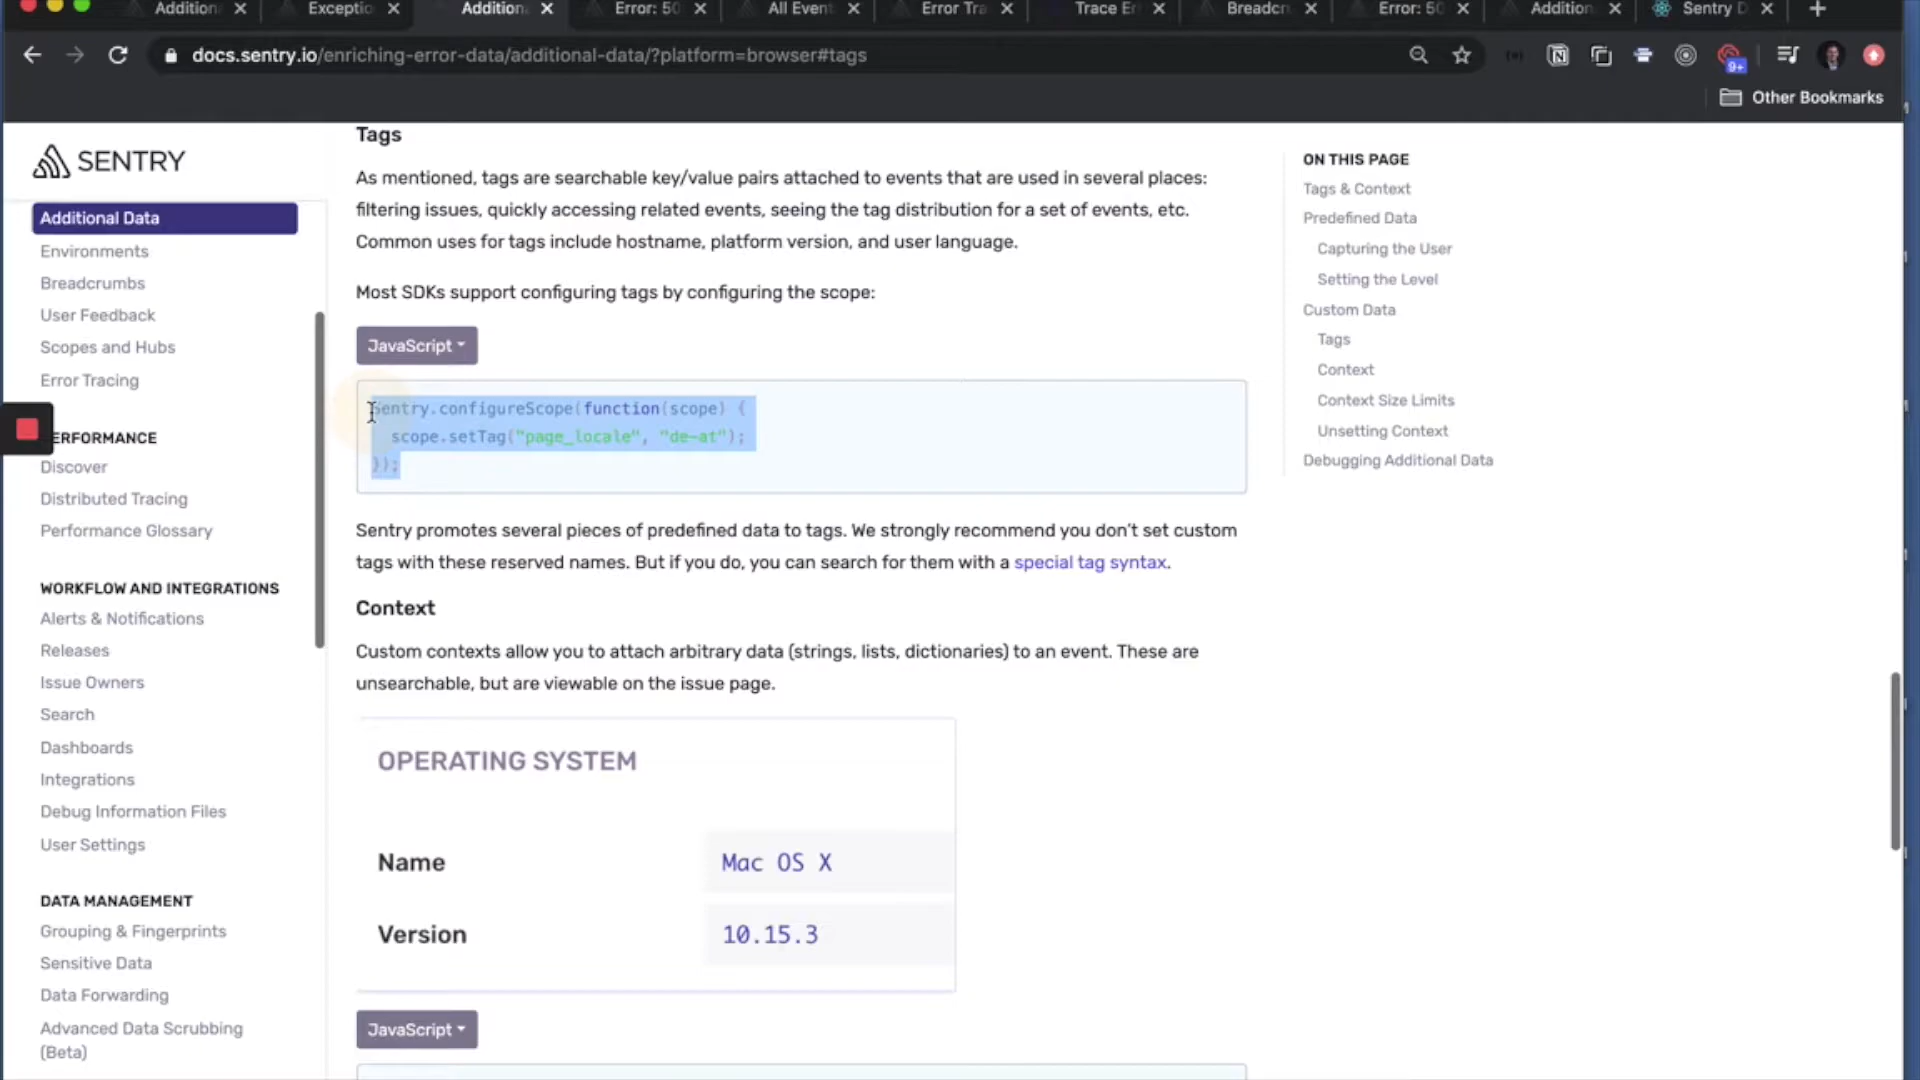 Addition
Exceptio
Addition
Error: 50
All Event
Error Tra
Trace Er
Breadcr
Error: 50
Addition
Sentry D
docs.sentry.io/enriching-error-data/additional-data/?platform=browser#tags
9+
Other Bookmarks
SENTRY
Additional Data
Environments
Breadcrumbs
User Feedback
Scopes and Hubs
Error Tracing
ERFORMANCE
Discover
Distributed Tracing
Performance Glossary
WORKFLOW AND INTEGRATIONS
Alerts & Notifications
Releases
Issue Owners
Search
Dashboards
Integrations
Debug Information Files
User Settings
DATA MANAGEMENT
Grouping & Fingerprints
Sensitive Data
Data Forwarding
Advanced Data Scrubbing
(Beta)
Tags
As mentioned, tags are searchable key/value pairs attached to events that are used in several places:
filtering issues, quickly accessing related events, seeing the tag distribution for a set of events, etc.
Common uses for tags include hostname, platform version, and user language.
Most SDKs support configuring tags by configuring the scope:
JavaScript
Sentry.configureScope(function(scope) {
scope.setTag("page_locale", "de-at");
});
Sentry promotes several pieces of predefined data to tags. We strongly recommend you don't set custom
tags with these reserved names. But if you do, you can search for them with a special tag syntax.
Context
Custom contexts allow you to attach arbitrary data (strings, lists, dictionaries) to an event. These are
unsearchable, but are viewable on the issue page.
OPERATING SYSTEM
Name Mac OS X
Version 10.15.3
JavaScript
ON THIS PAGE
Tags & Context
Predefined Data
Capturing the User
Setting the Level
Custom Data
Tags
Context
Context Size Limits
Unsetting Context
Debugging Additional Data